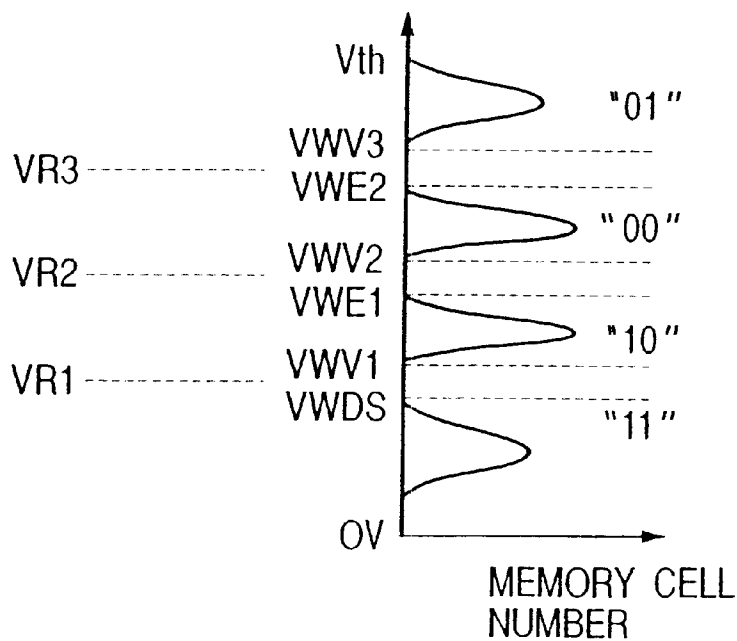 Vth
"01"
VWV3
VR3
VWE2
"00"
VWV2
VR2
VWE1
"10"
VWV1
VR1
VWDS
"11"
0V
MEMORY CELL
NUMBER